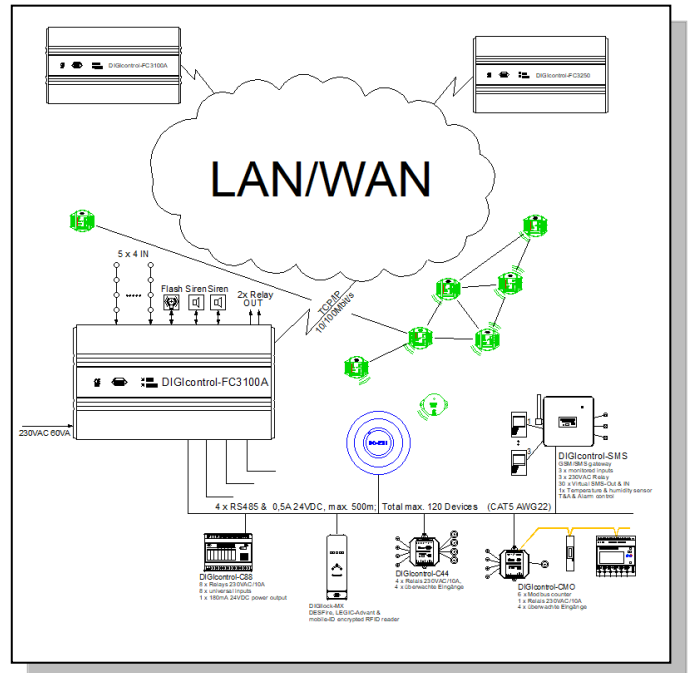 DIGIcontrol-FC3100A
DIGIcontrol-FC3250
LAN/WAN
5 x 4 IN
Flash Siren Siren
2x Relay
OUT
TCP/IP
10/100Mbit/s
DIGIcontrol-FC3100A
230VAC 60VA
1
3
DIGIcontrol-SMS
GSM/SMS gateway
3 x monitored inputs
3 x 230VAC Relay
30 x Virtual SMS-Out & IN
1x Temperature & humidity sensor
T&A & Alarm control
4 x RS485 & 0,5A 24VDC, max. 500m; Total max. 120 Devices (CAT5 AWG22)
DIGIcontrol-C88
8 x Relays 230VAC/10A
8 x universal Inputs
1 x 180mA 24VDC power output
DIGIlock-MX
DESFire, LEGIC-Advant &
mobile-ID encrypted RFID reader
DIGIcontrol-C44
4 x Relais 230VAC/10A,
4 x überwachte Eingänge
DIGIcontrol-CMO
6 x Modbus counter
1 x Relais 230VAC/10A
4 x überwachte Eingänge